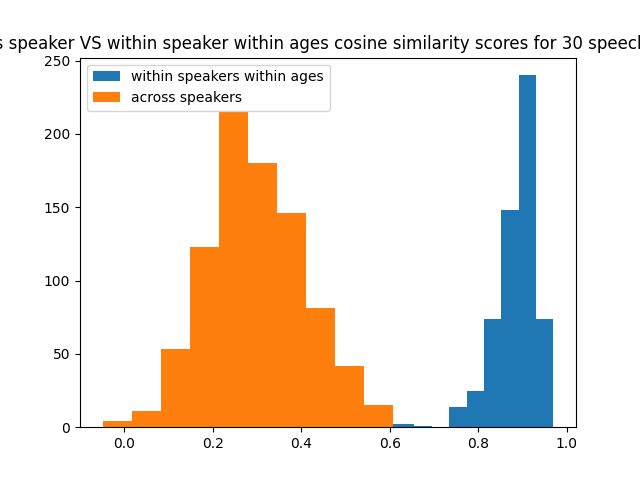 s speaker VS within speaker within ages cosine similarity scores for 30 speech
within speakers within ages
across speakers
250
200
150
100
50
0
0.0 0.2 0.4 0.6 0.8 1.0